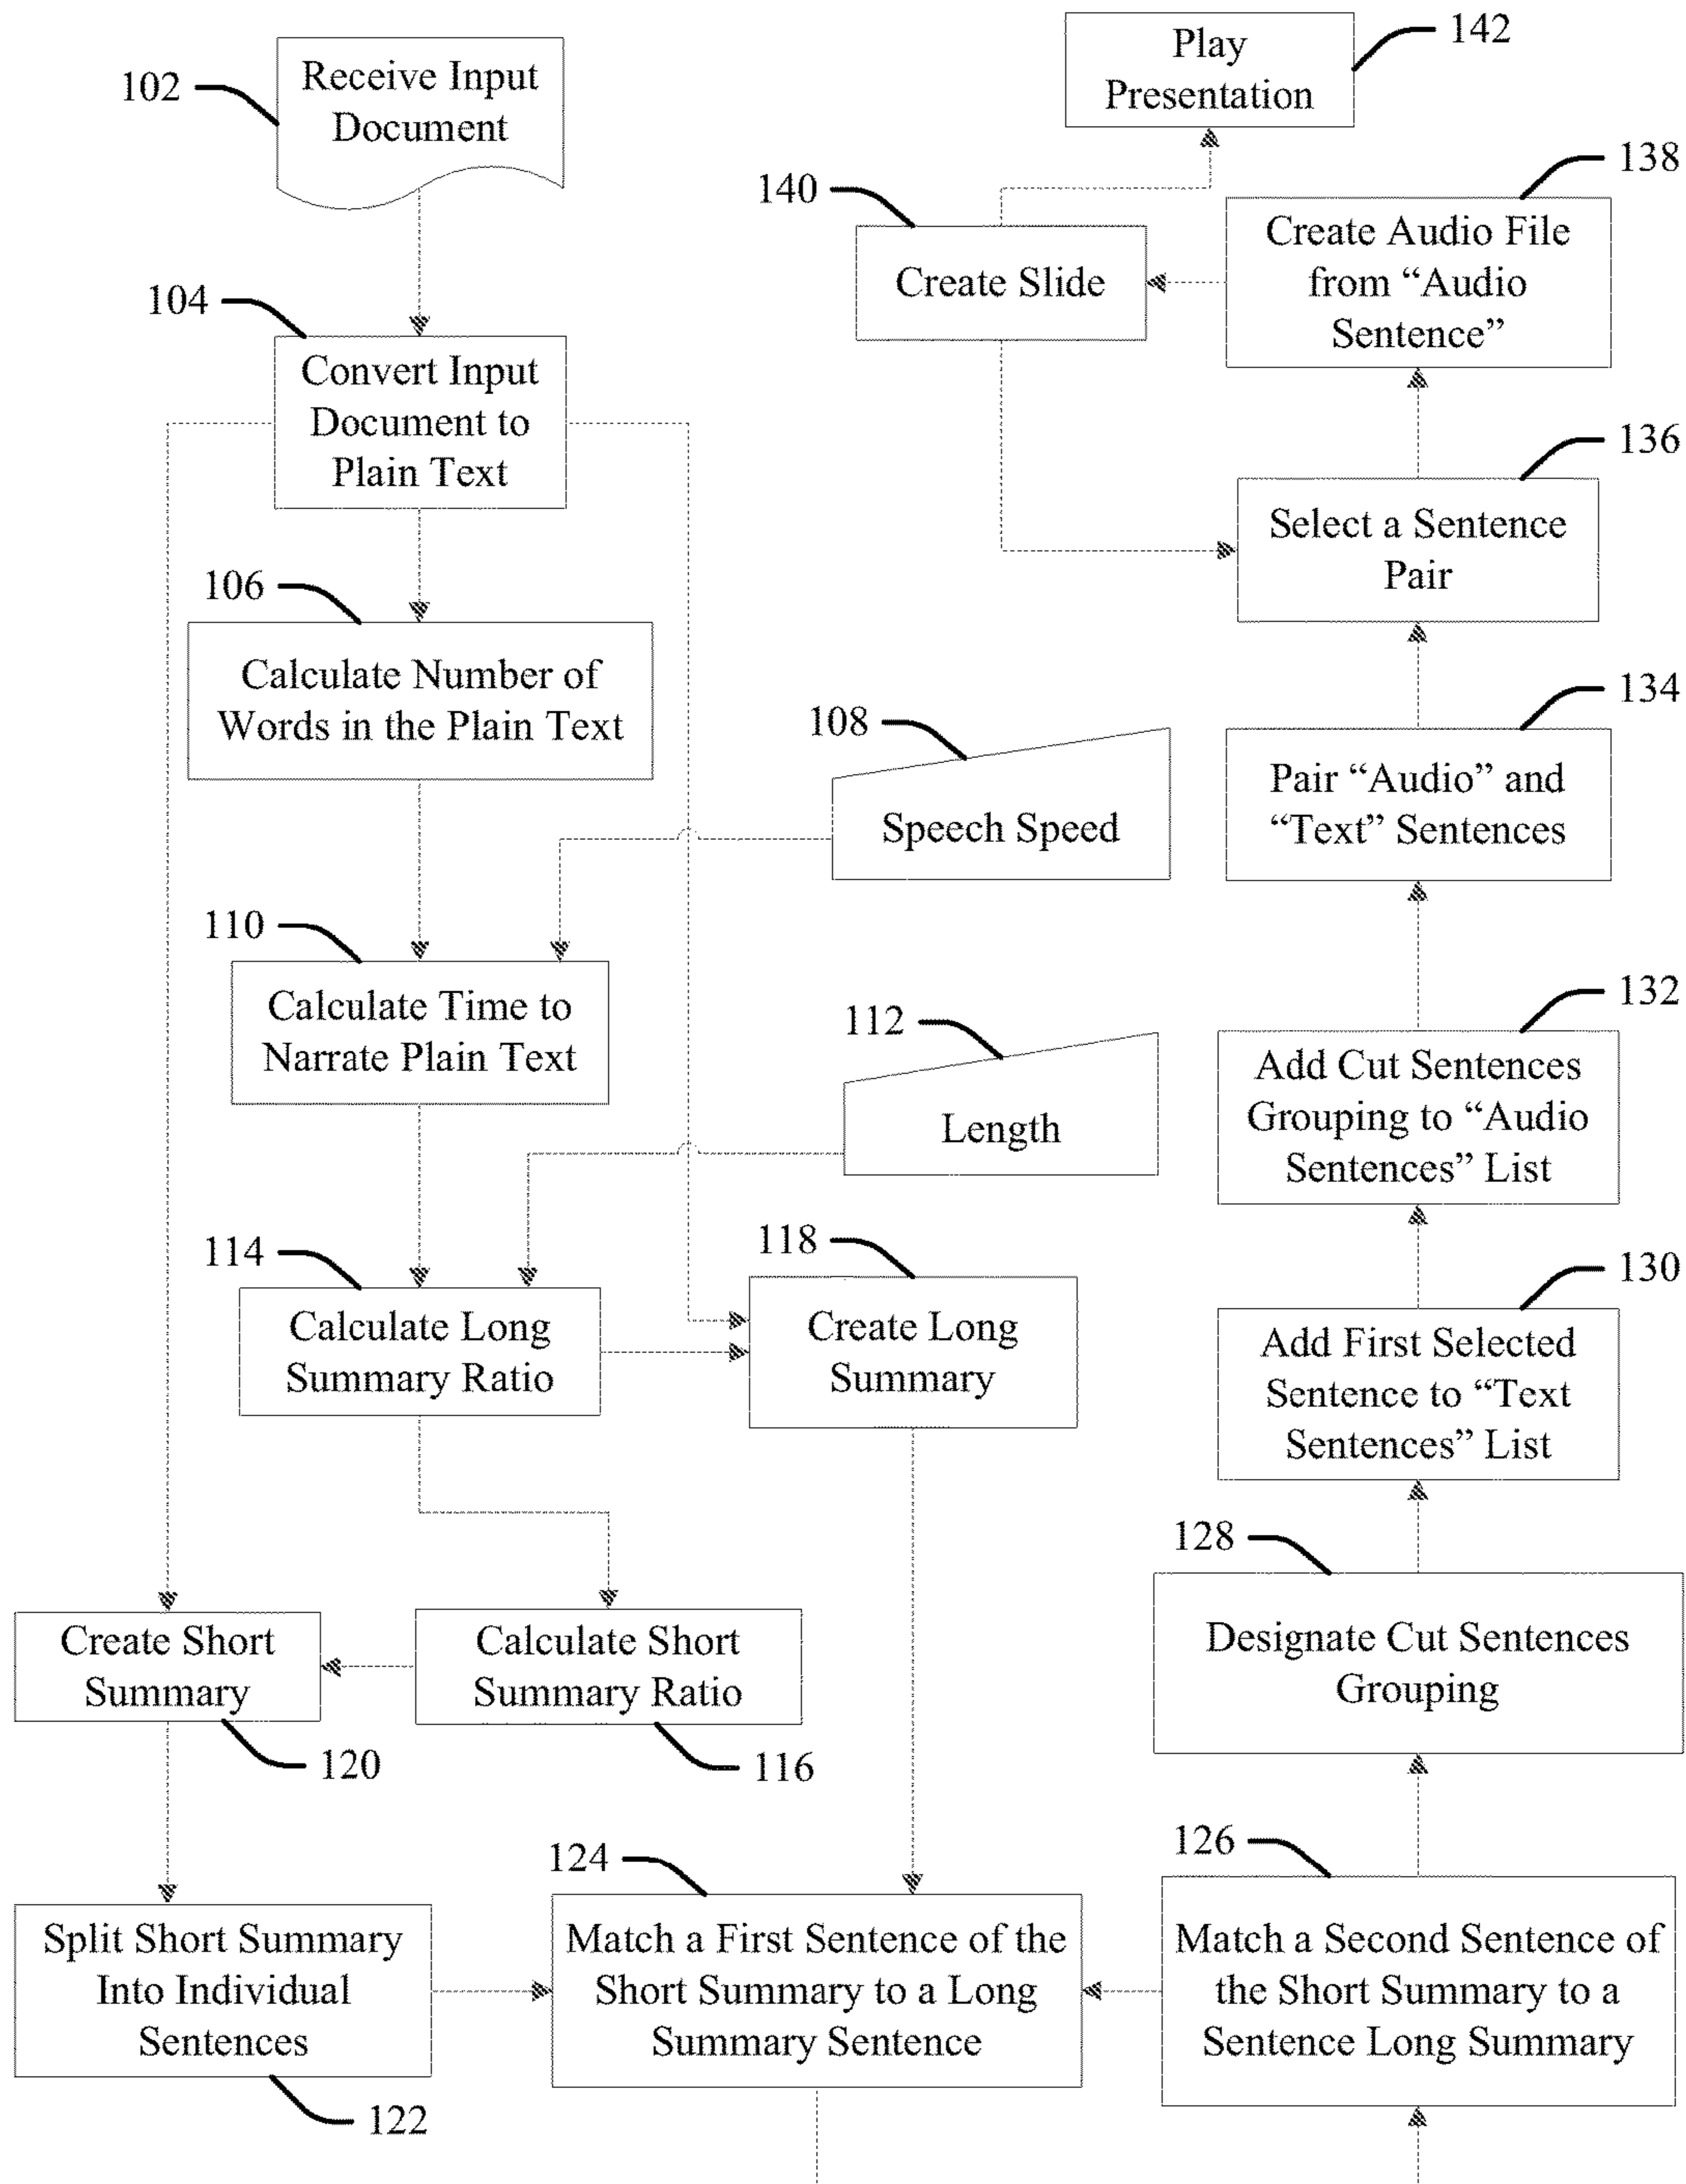 102
Receive Input
Document
104
Convert Input
Document to
Plain Text
106
Calculate Number of
Words in the Plain Text
108
Speech Speed
110
Calculate Time to
Narrate Plain Text
112
Length
114
Calculate Long
Summary Ratio
118
Create Long
Summary
Create Short
Summary
120
Calculate Short
Summary Ratio
116
Split Short Summary
Into Individual
Sentences
122
124
Match a First Sentence of the
Short Summary to a Long
Summary Sentence
126
Match a Second Sentence of
the Short Summary to a
Sentence Long Summary
128
Designate Cut Sentences
Grouping
130
Add First Selected
Sentence to “Text
Sentences” List
132
Add Cut Sentences
Grouping to “Audio
Sentences” List
134
Pair “Audio” and
“Text” Sentences
136
Select a Sentence
Pair
138
Create Audio File
from “Audio
Sentence”
140
Create Slide
142
Play
Presentation